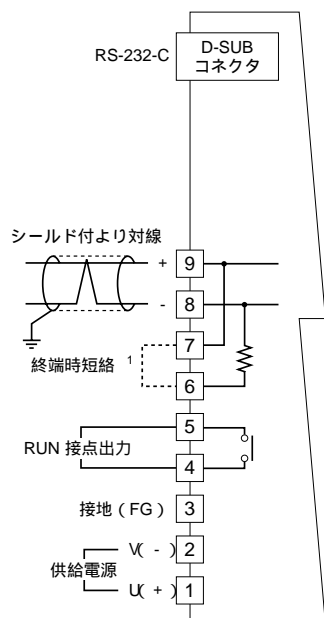 RS-232-C
D-SUB
コネクタ
シールド付より対線
+ 9
- 8
7
終端時短絡 1
6
5
RUN 接点出力
4
接地（FG） 3
V( - ) 2
供給電源
U( + ) 1